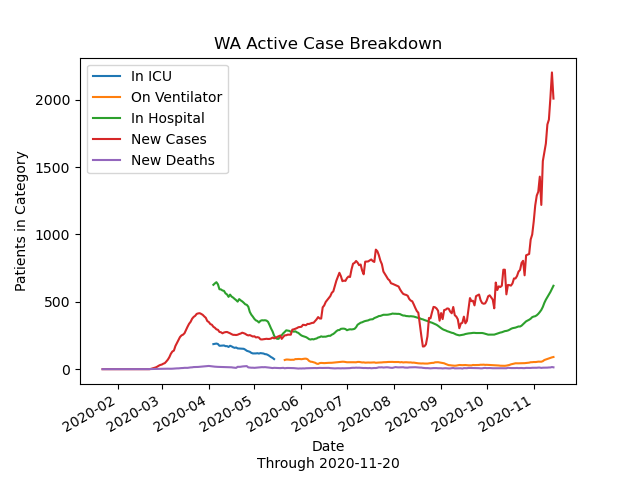 WA Active Case Breakdown
In ICU
On Ventilator
In Hospital
New Cases
New Deaths
Patients in Category
2000
1500
1000
500
0
2020-02
2020-03
2020-04
2020-05
2020-06
2020-07
2020-08
2020-09
2020-10
2020-11
Date
Through 2020-11-20